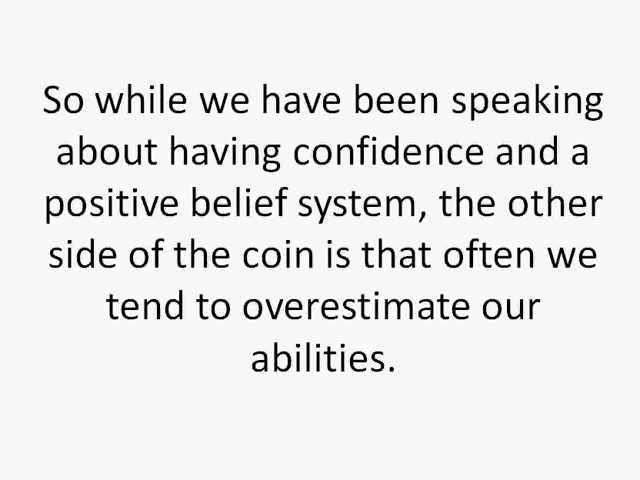 So while we have been speaking
about having confidence and a
positive belief system, the other
side of the coin is that often we
tend to overestimate our
abilities.